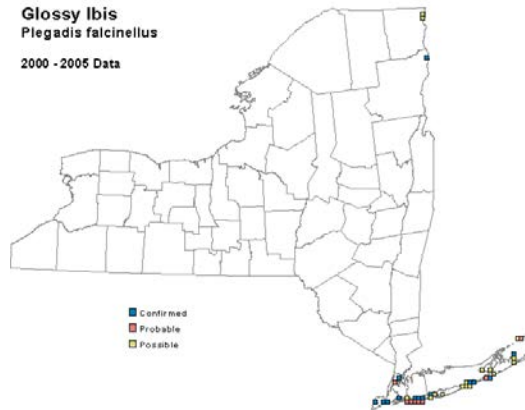 Glossy Ibis
Plegadis falcinellus
2000 - 2005 Data
Confirmed
Probable
Possible